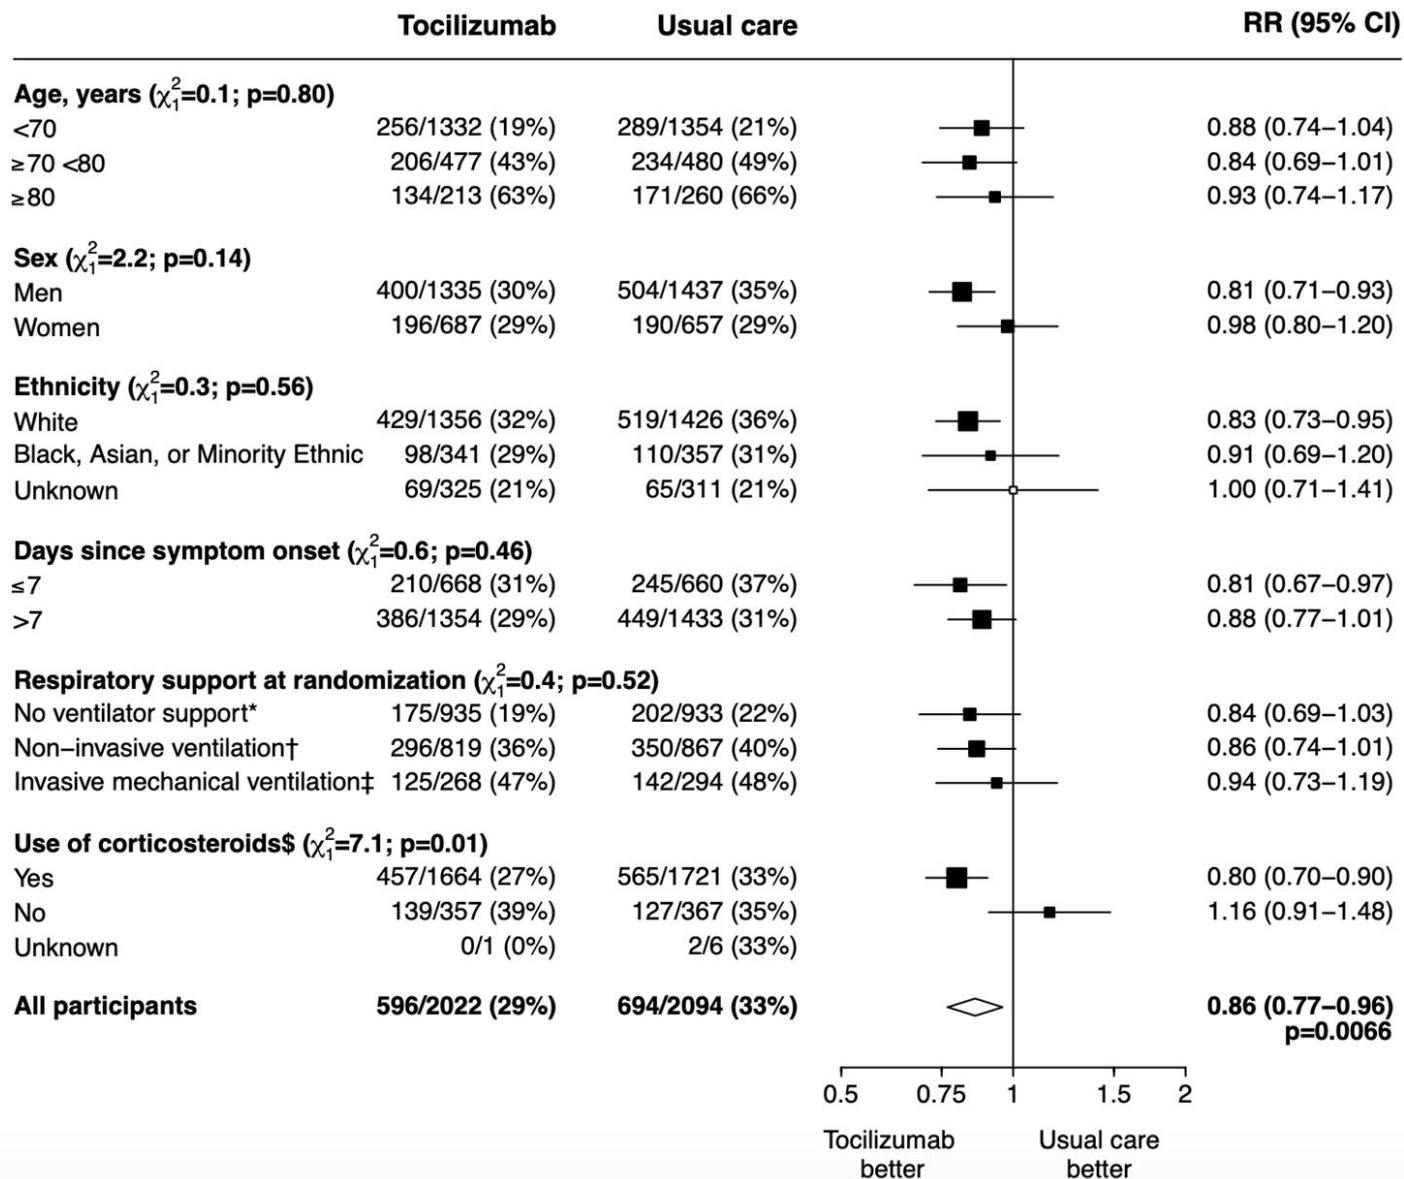 Tocilizumab Usual care RR (95% CI)
Age, years (χ²₁=0.1; p=0.80)
<70 256/1332 (19%) 289/1354 (21%) 0.88 (0.74–1.04)
≥70 <80 206/477 (43%) 234/480 (49%) 0.84 (0.69–1.01)
≥80 134/213 (63%) 171/260 (66%) 0.93 (0.74–1.17)
Sex (χ²₁=2.2; p=0.14)
Men 400/1335 (30%) 504/1437 (35%) 0.81 (0.71–0.93)
Women 196/687 (29%) 190/657 (29%) 0.98 (0.80–1.20)
Ethnicity (χ²₁=0.3; p=0.56)
White 429/1356 (32%) 519/1426 (36%) 0.83 (0.73–0.95)
Black, Asian, or Minority Ethnic 98/341 (29%) 110/357 (31%) 0.91 (0.69–1.20)
Unknown 69/325 (21%) 65/311 (21%) 1.00 (0.71–1.41)
Days since symptom onset (χ²₁=0.6; p=0.46)
≤7 210/668 (31%) 245/660 (37%) 0.81 (0.67–0.97)
>7 386/1354 (29%) 449/1433 (31%) 0.88 (0.77–1.01)
Respiratory support at randomization (χ²₁=0.4; p=0.52)
No ventilator support* 175/935 (19%) 202/933 (22%) 0.84 (0.69–1.03)
Non–invasive ventilation† 296/819 (36%) 350/867 (40%) 0.86 (0.74–1.01)
Invasive mechanical ventilation‡ 125/268 (47%) 142/294 (48%) 0.94 (0.73–1.19)
Use of corticosteroids$ (χ²₁=7.1; p=0.01)
Yes 457/1664 (27%) 565/1721 (33%) 0.80 (0.70–0.90)
No 139/357 (39%) 127/367 (35%) 1.16 (0.91–1.48)
Unknown 0/1 (0%) 2/6 (33%)
All participants 596/2022 (29%) 694/2094 (33%) 0.86 (0.77–0.96)
p=0.0066
0.5 0.75 1 1.5 2
Tocilizumab Usual care
better better